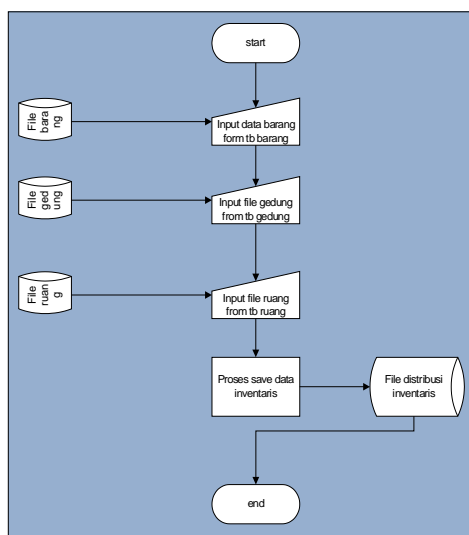 start
File
bara
ng
Input data barang
form tb barang
File
ged
ung
Input file gedung
from tb gedung
File
ruan
g
Input file ruang
from tb ruang
Proses save data
inventaris
File distribusi
inventaris
end